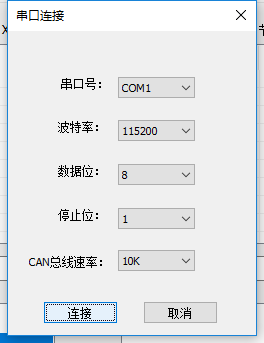 串口连接
串口号： COM1
波特率： 115200
数据位： 8
停止位： 1
CAN总线速率： 10K
连接 取消